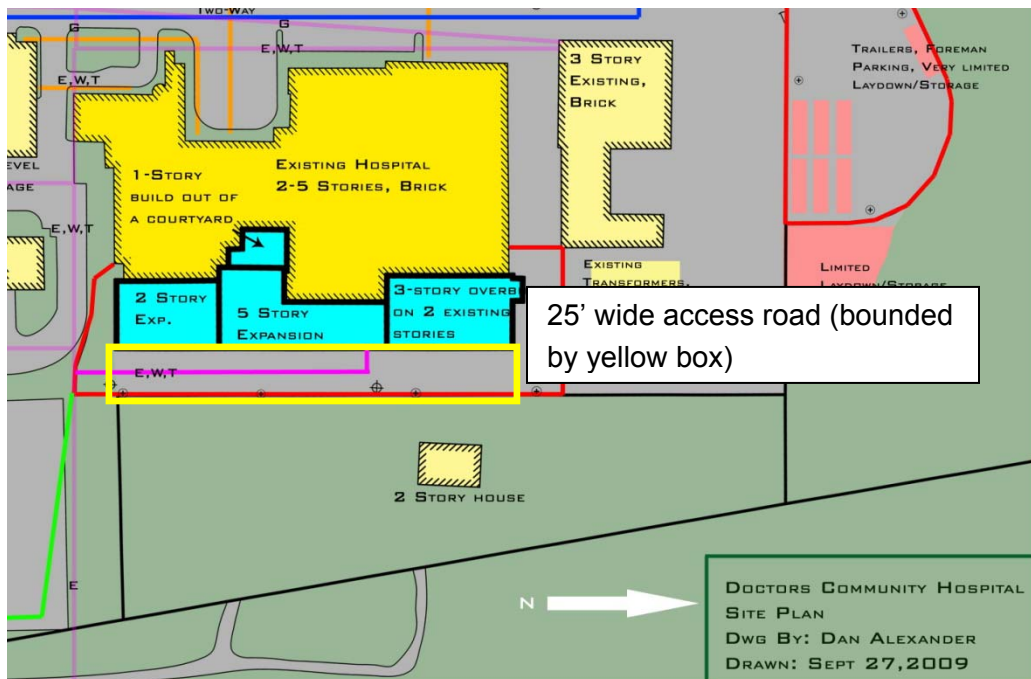 TWO-WAY
G
E,W,T
E,W,T
3 STORY
EXISTING,
BRICK
TRAILERS, FOREMAN
PARKING, VERY LIMITED
LAYDOWN/STORAGE
EVEL
AGE
1-STORY
BUILD OUT OF
A COURTYARD
EXISTING HOSPITAL
2-5 STORIES, BRICK
E,W,T
EXISTING
TRANSFORMERS,
LIMITED
LAYDOWN/STORAGE
2 STORY
EXP.
5 STORY
EXPANSION
3-STORY OVERB
ON 2 EXISTING
STORIES
25' wide access road (bounded
by yellow box)
E,W,T
2 STORY HOUSE
E
N
DOCTORS COMMUNITY HOSPITAL
SITE PLAN
DWG BY: DAN ALEXANDER
DRAWN: SEPT 27,2009